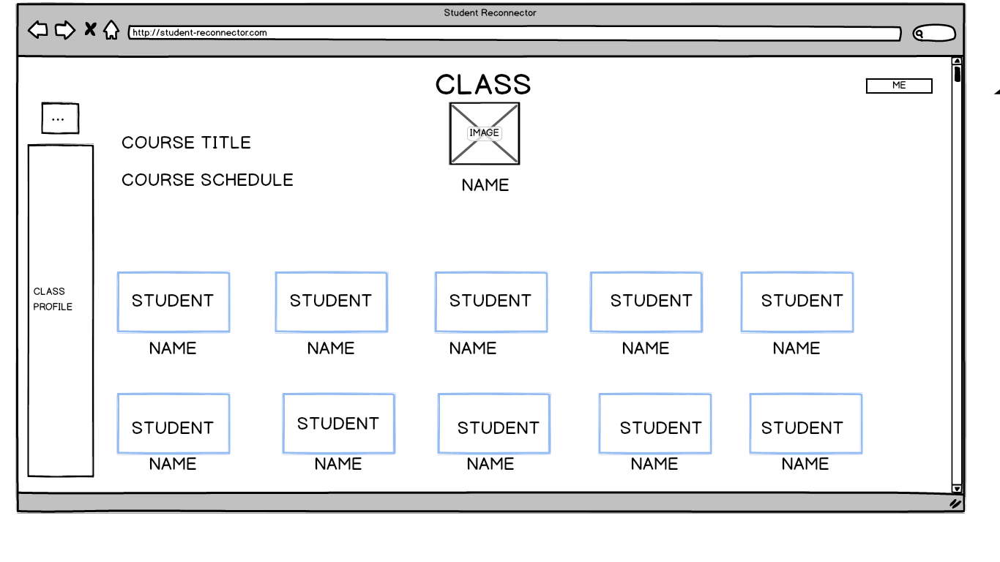 Student Reconnector
http://student-reconnector.com
CLASS
ME
...
IMAGE
COURSE TITLE
COURSE SCHEDULE
NAME
CLASS
PROFILE
STUDENT STUDENT STUDENT STUDENT STUDENT
NAME NAME NAME NAME NAME
STUDENT STUDENT STUDENT STUDENT STUDENT
NAME NAME NAME NAME NAME